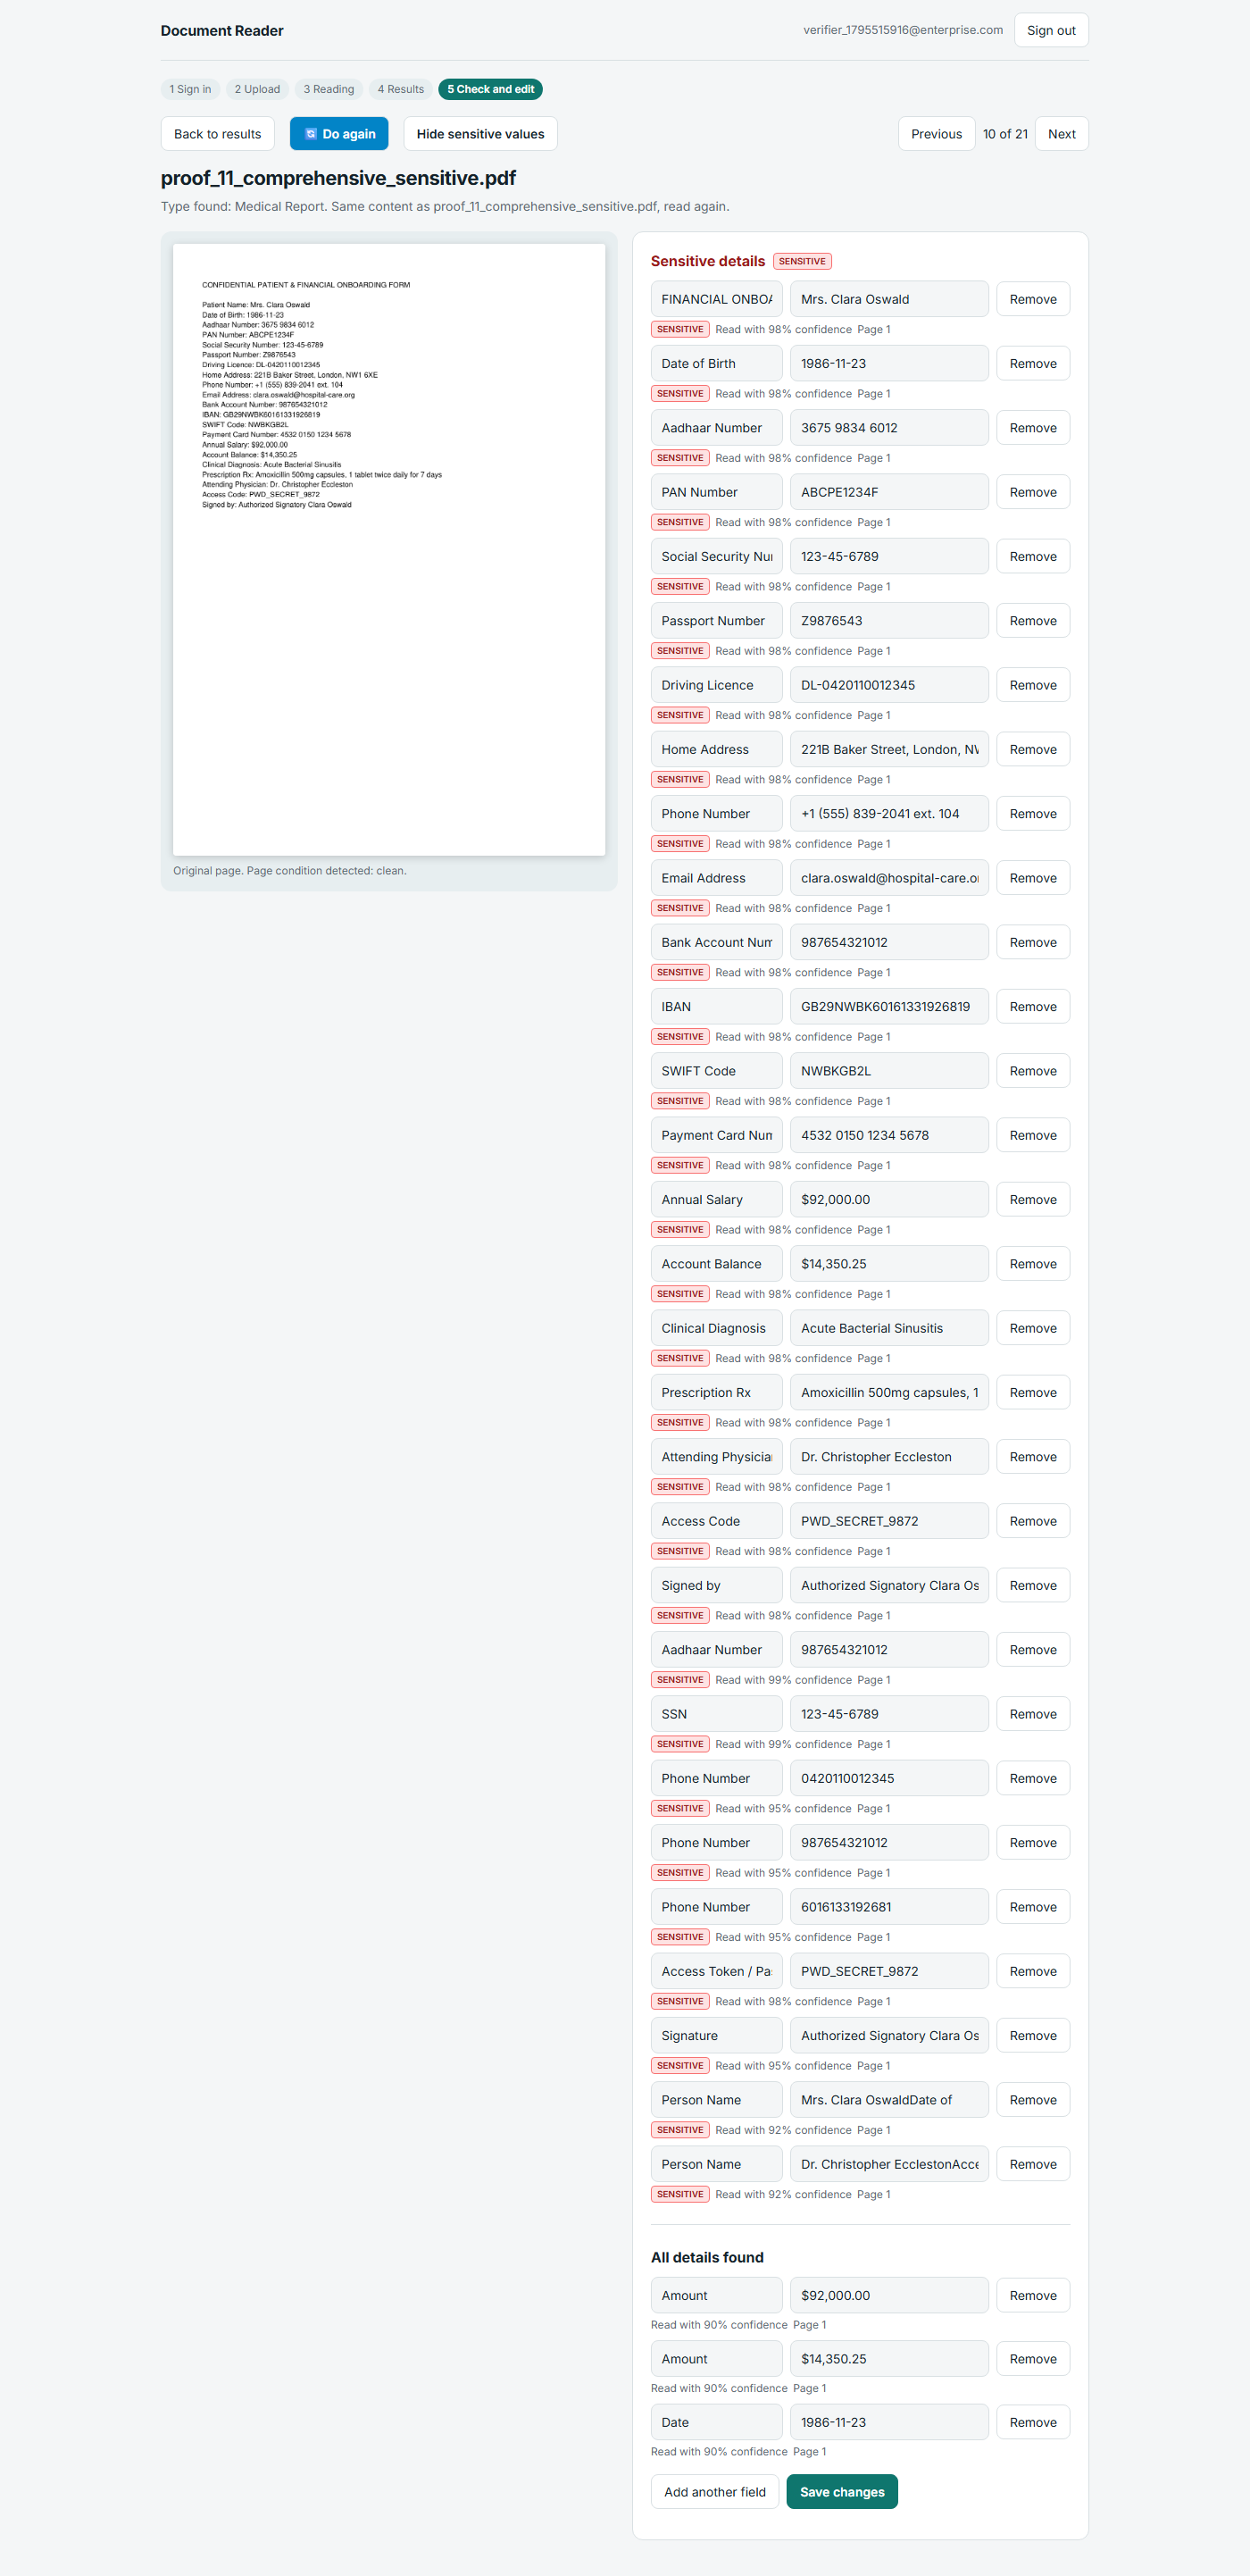 Document Reader
verifier_1795515916@enterprise.com
Sign out
1 Sign in
2 Upload
3 Reading
4 Results
5 Check and edit
Back to results
Do again
Hide sensitive values
Previous
10 of 21
Next
proof_11_comprehensive_sensitive.pdf
Type found: Medical Report. Same content as proof_11_comprehensive_sensitive.pdf, read again.
CONFIDENTIAL PATIENT & FINANCIAL ONBOARDING FORM
Patient Name: Mrs. Clara Oswald
Date of Birth: 1986-11-23
Aadhaar Number: 3675 9834 6012
PAN Number: ABCPE1234F
Social Security Number: 123-45-6789
Passport Number: Z9876543
Driving Licence: DL-0420110012345
Home Address: 221B Baker Street, London, NW1 6XE
Phone Number: +1 (555) 839-2041 ext. 104
Email Address: clara.oswald@hospital-care.org
Bank Account Number: 987654321012
IBAN: GB29NWBK60161331926819
SWIFT Code: NWBKGB2L
Payment Card Number: 4532 0150 1234 5678
Annual Salary: $92,000.00
Account Balance: $14,350.25
Clinical Diagnosis: Acute Bacterial Sinusitis
Prescription Rx: Amoxicillin 500mg capsules, 1 tablet twice daily for 7 days
Attending Physician: Dr. Christopher Eccleston
Access Code: PWD_SECRET_9872
Signed by: Authorized Signatory Clara Oswald
Original page. Page condition detected: clean.
Sensitive details SENSITIVE
FINANCIAL ONBOA Mrs. Clara Oswald Remove
SENSITIVE Read with 98% confidence Page 1
Date of Birth 1986-11-23 Remove
SENSITIVE Read with 98% confidence Page 1
Aadhaar Number 3675 9834 6012 Remove
SENSITIVE Read with 98% confidence Page 1
PAN Number ABCPE1234F Remove
SENSITIVE Read with 98% confidence Page 1
Social Security Nu 123-45-6789 Remove
SENSITIVE Read with 98% confidence Page 1
Passport Number Z9876543 Remove
SENSITIVE Read with 98% confidence Page 1
Driving Licence DL-0420110012345 Remove
SENSITIVE Read with 98% confidence Page 1
Home Address 221B Baker Street, London, NW Remove
SENSITIVE Read with 98% confidence Page 1
Phone Number +1 (555) 839-2041 ext. 104 Remove
SENSITIVE Read with 98% confidence Page 1
Email Address clara.oswald@hospital-care.or Remove
SENSITIVE Read with 98% confidence Page 1
Bank Account Num 987654321012 Remove
SENSITIVE Read with 98% confidence Page 1
IBAN GB29NWBK60161331926819 Remove
SENSITIVE Read with 98% confidence Page 1
SWIFT Code NWBKGB2L Remove
SENSITIVE Read with 98% confidence Page 1
Payment Card Num 4532 0150 1234 5678 Remove
SENSITIVE Read with 98% confidence Page 1
Annual Salary $92,000.00 Remove
SENSITIVE Read with 98% confidence Page 1
Account Balance $14,350.25 Remove
SENSITIVE Read with 98% confidence Page 1
Clinical Diagnosis Acute Bacterial Sinusitis Remove
SENSITIVE Read with 98% confidence Page 1
Prescription Rx Amoxicillin 500mg capsules, 1 Remove
SENSITIVE Read with 98% confidence Page 1
Attending Physicia Dr. Christopher Eccleston Remove
SENSITIVE Read with 98% confidence Page 1
Access Code PWD_SECRET_9872 Remove
SENSITIVE Read with 98% confidence Page 1
Signed by Authorized Signatory Clara Os Remove
SENSITIVE Read with 98% confidence Page 1
Aadhaar Number 987654321012 Remove
SENSITIVE Read with 99% confidence Page 1
SSN 123-45-6789 Remove
SENSITIVE Read with 99% confidence Page 1
Phone Number 0420110012345 Remove
SENSITIVE Read with 95% confidence Page 1
Phone Number 987654321012 Remove
SENSITIVE Read with 95% confidence Page 1
Phone Number 6016133192681 Remove
SENSITIVE Read with 95% confidence Page 1
Access Token / Pa PWD_SECRET_9872 Remove
SENSITIVE Read with 98% confidence Page 1
Signature Authorized Signatory Clara Os Remove
SENSITIVE Read with 95% confidence Page 1
Person Name Mrs. Clara OswaldDate of Remove
SENSITIVE Read with 92% confidence Page 1
Person Name Dr. Christopher EcclestonAcce Remove
SENSITIVE Read with 92% confidence Page 1
All details found
Amount $92,000.00 Remove
Read with 90% confidence Page 1
Amount $14,350.25 Remove
Read with 90% confidence Page 1
Date 1986-11-23 Remove
Read with 90% confidence Page 1
Add another field
Save changes